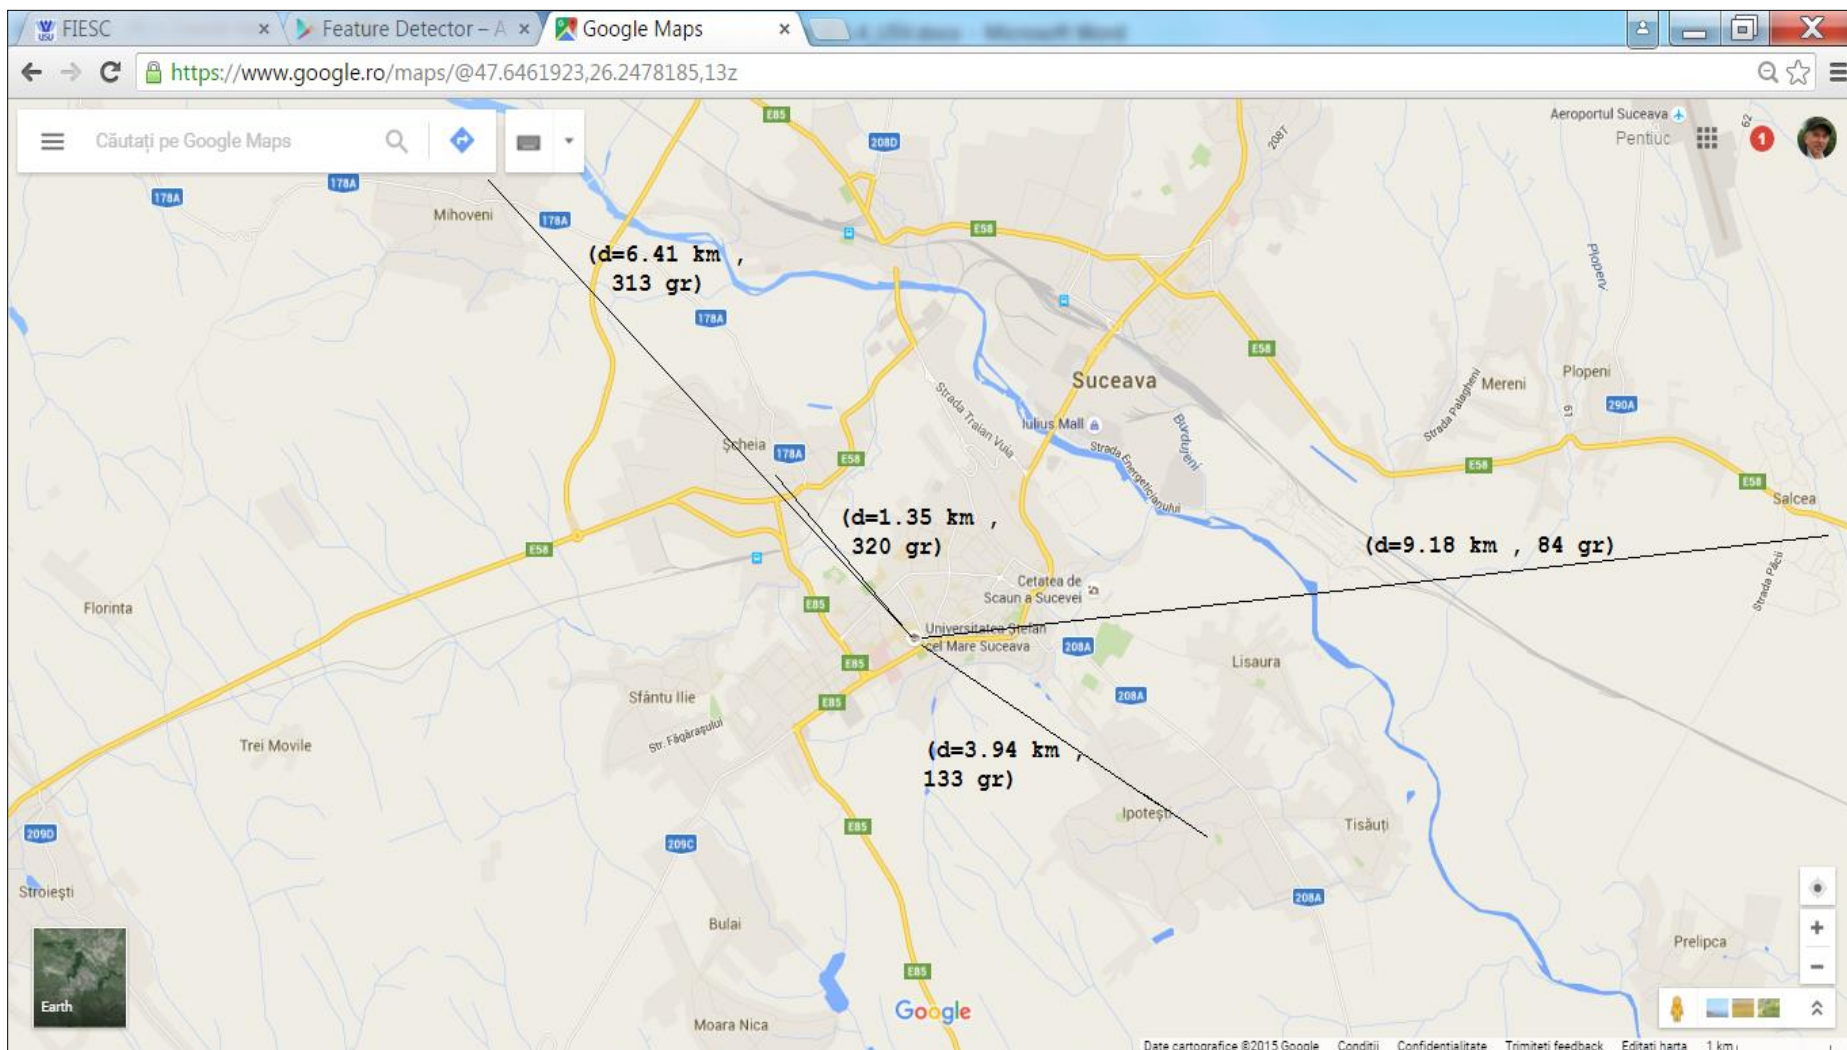 FIESC
Feature Detector – A
Google Maps
https://www.google.ro/maps/@47.6461923,26.2478185,13z
Căutați pe Google Maps
E85
208D
208T
Aeroportul Suceava
62
Pentiuc
1
178A
178A
Mihoveni
178A
E58
Plopeni
(d=6.41 km ,
313 gr)
178A
E58
Suceava
Strada Traian Vuia
Iulius Mall
Burdujeni
Strada Energeticianului
Mereni
Plopeni
Strada Palagheni
61
290A
Șcheia
178A
E58
E58
E58
Salcea
(d=1.35 km ,
320 gr)
(d=9.18 km , 84 gr)
E58
Strada Păcii
Cetatea de
Scaun a Sucevei
Florinta
E85
Universitatea Ștefan
cel Mare Suceava
208A
E85
Lisaura
Sfântu Ilie
E85
208A
Str. Făgărașului
Trei Movile
(d=3.94 km ,
133 gr)
Ipotești
Tisăuți
209D
E85
209C
Stroiești
208A
Bulai
Prelipca
E85
Earth
Google
Moara Nica
Date cartografice ©2015 Google Condiții Confidențialitate Trimiteți feedback Editați harta 1 km